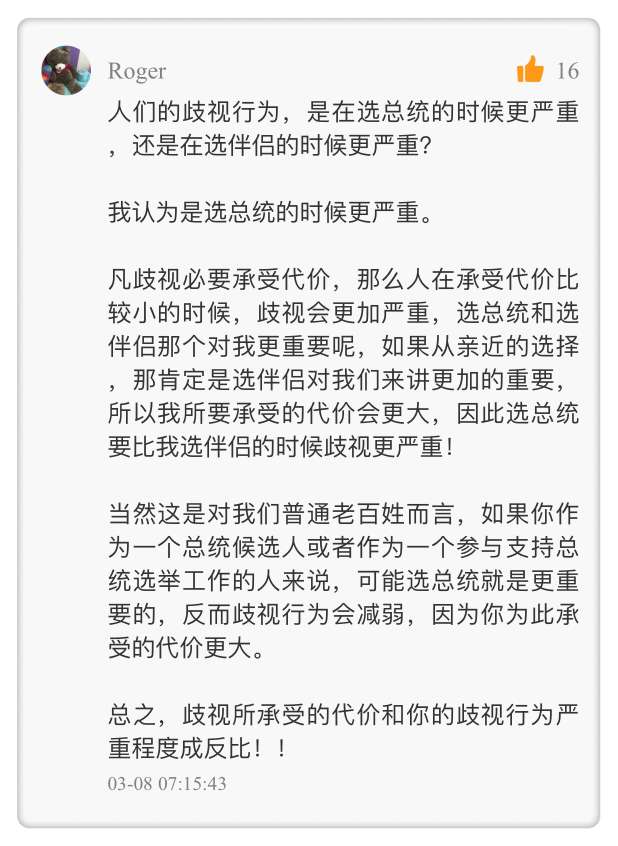 Roger
16
人们的歧视行为，是在选总统的时候更严重
，还是在选伴侣的时候更严重？
我认为是选总统的时候更严重。
凡歧视必要承受代价，那么人在承受代价比
较小的时候，歧视会更加严重，选总统和选
伴侣那个对我更重要呢，如果从亲近的选择
，那肯定是选伴侣对我们来讲更加的重要，
所以我所要承受的代价会更大，因此选总统
要比我选伴侣的时候歧视更严重！
当然这是对我们普通老百姓而言，如果你作
为一个总统候选人或者作为一个参与支持总
统选举工作的人来说，可能选总统就是更重
要的，反而歧视行为会减弱，因为你为此承
受的代价更大。
总之，歧视所承受的代价和你的歧视行为严
重程度成反比！！
03-08 07:15:43